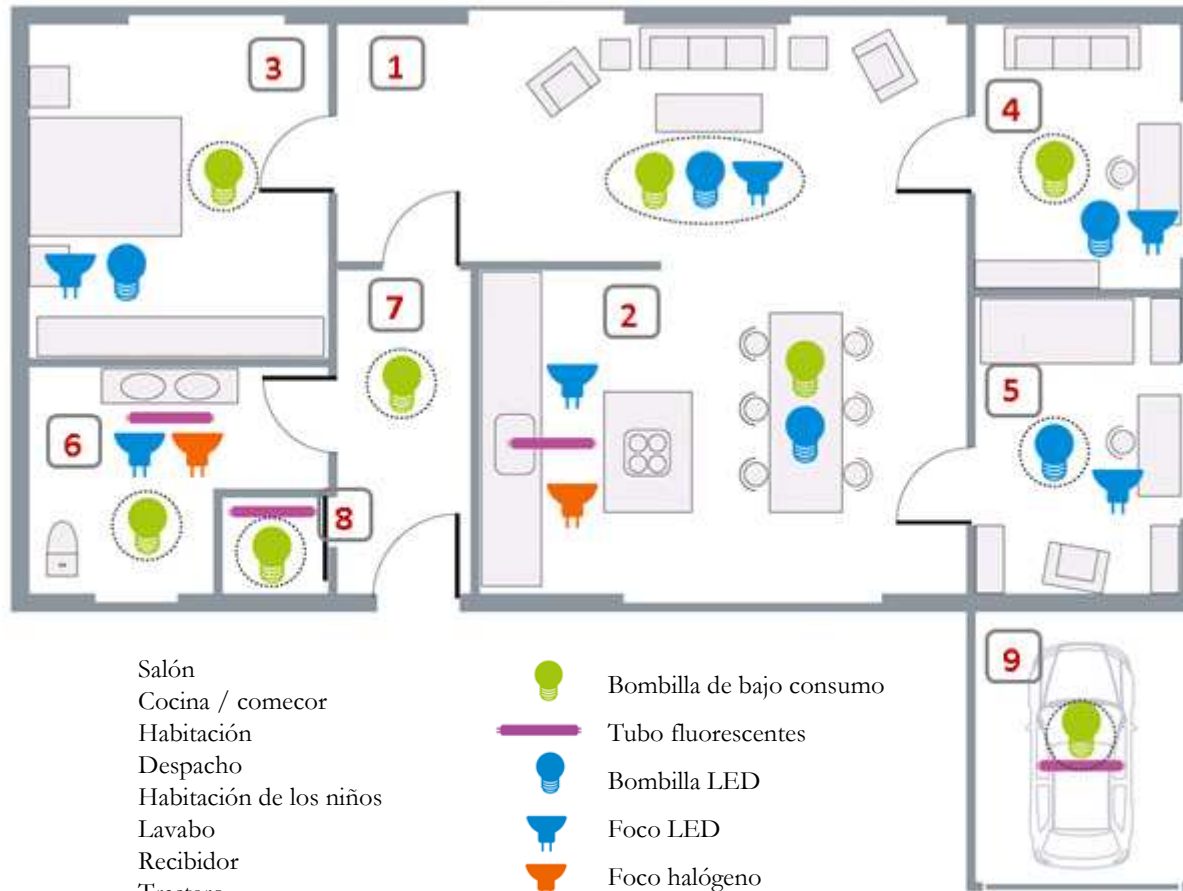 3
1
4
7
2
5
6
8
9
Salón
Cocina / comecor
Habitación
Despacho
Habitación de los niños
Lavabo
Recibidor
Bombilla de bajo consumo
Tubo fluorescentes
Bombilla LED
Foco LED
Foco halógeno